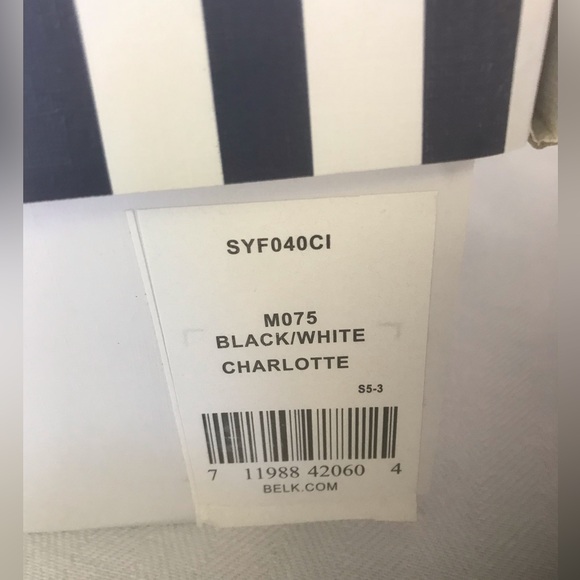 SYF040CI
M075
BLACK/WHITE
CHARLOTTE
S5-3
7 11988 42060 4
BELK.COM